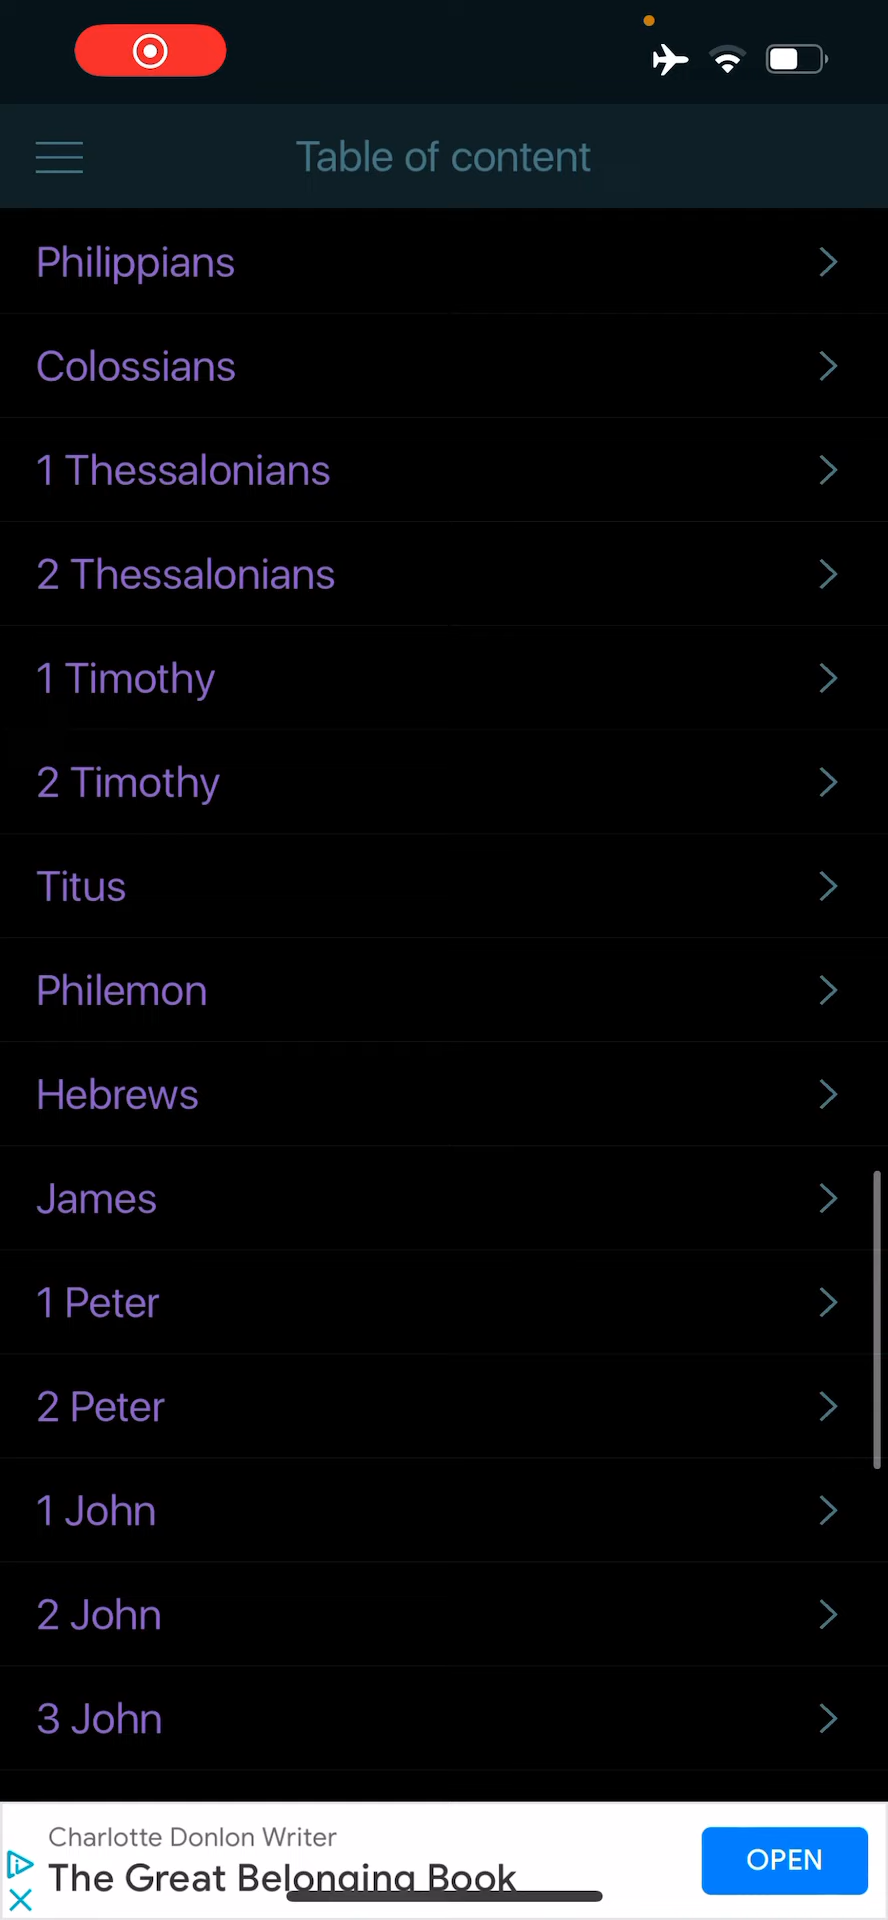 Table of content
Philippians
Colossians
1 Thessalonians
2 Thessalonians
1 Timothy
2 Timothy
Titus
Philemon
Hebrews
James
1 Peter
2 Peter
1 John
2 John
3 John
Charlotte Donlon Writer
The Great Belonging Book
OPEN